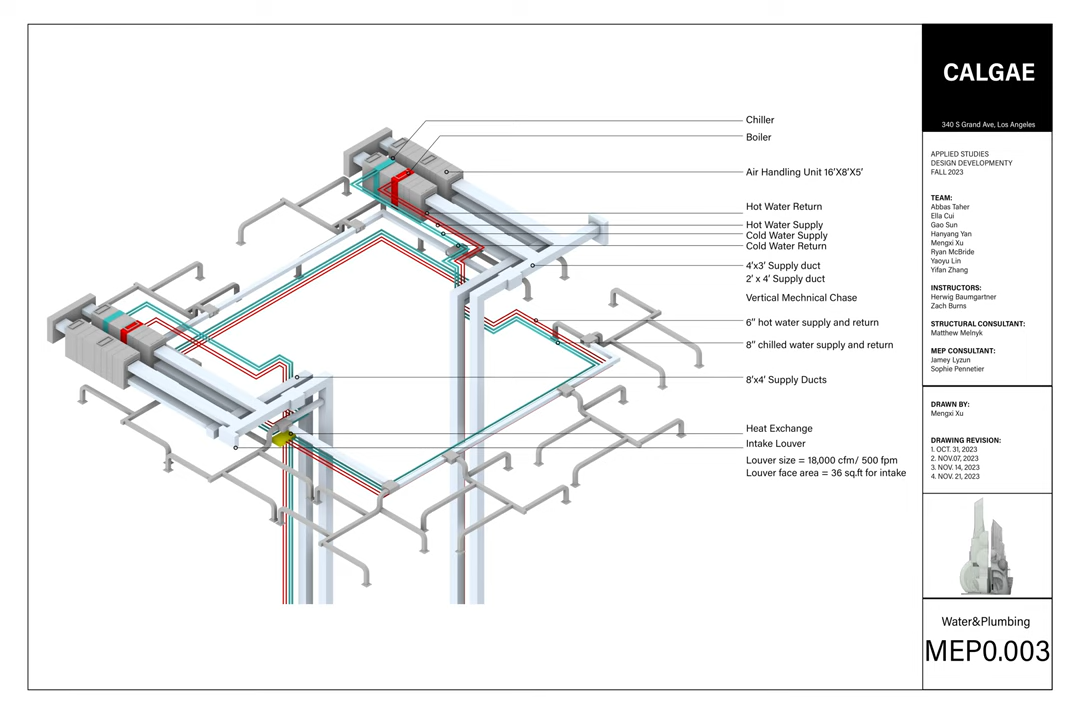 Chiller
Boiler
Air Handling Unit 16'X8'X5'
Hot Water Return
Hot Water Supply
Cold Water Supply
Cold Water Return
4'x3' Supply duct
2' x 4' Supply duct
Vertical Mechnical Chase
6" hot water supply and return
8" chilled water supply and return
8'x4' Supply Ducts
Heat Exchange
Intake Louver
Louver size = 18,000 cfm/ 500 fpm
Louver face area = 36 sq.ft for intake
CALGAE
340 S Grand Ave, Los Angeles
APPLIED STUDIES
DESIGN DEVELOPMENTY
FALL 2023
TEAM:
Abbas Taher
Ella Cui
Gao Sun
Hanyang Yan
Mengxi Xu
Ryan McBride
Yaoyu Lin
Yifan Zhang
INSTRUCTORS:
Herwig Baumgartner
Zach Burns
STRUCTURAL CONSULTANT:
Matthew Melnyk
MEP CONSULTANT:
Jamey Lyzun
Sophie Pennetier
DRAWN BY:
Mengxi Xu
DRAWING REVISION:
1. OCT. 31, 2023
2. NOV.07, 2023
3. NOV. 14, 2023
4. NOV. 21, 2023
Water&Plumbing
MEP0.003